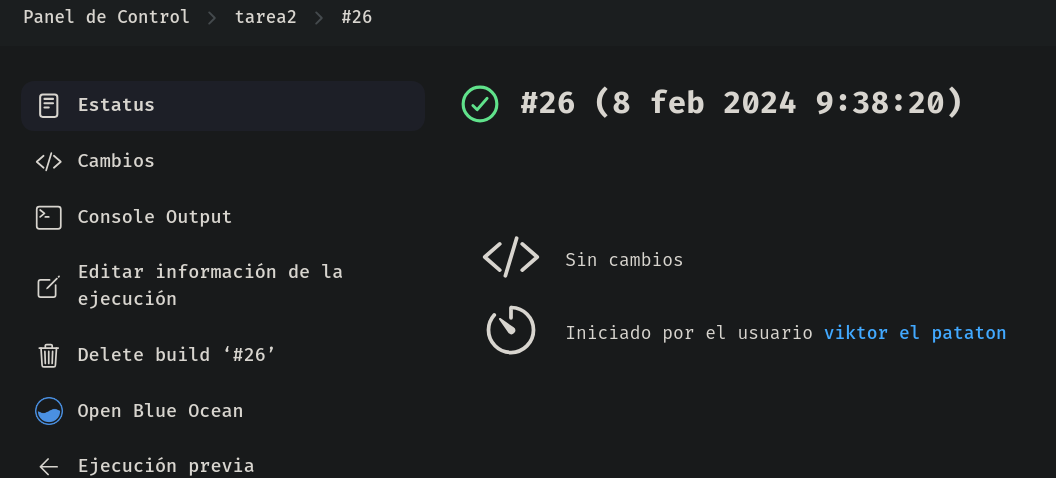 Panel de Control > tarea2 > #26
Estatus
#26 (8 feb 2024 9:38:20)
Cambios
Console Output
Editar información de la
ejecución
Delete build ‘#26’
Open Blue Ocean
Ejecución previa
Sin cambios
Iniciado por el usuario viktor el pataton